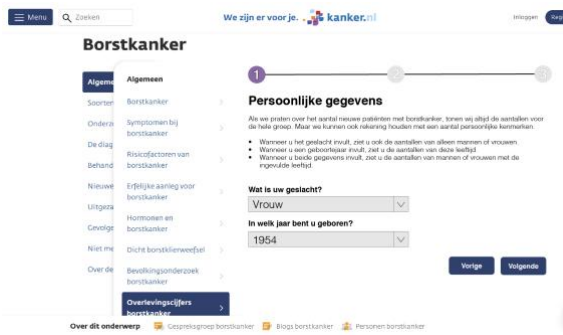 Menu
Zoeken
We zijn er voor je.
kanker.nl
Inloggen
Borstkanker
Algeme
Soorten
Onderz
De diag
Behand
Nieuwe
Uitgeza
Gevolge
Niet me
Over de
Algemeen
Borstkanker
Symptomen bij
borstkanker
Risicofactoren van
borstkanker
Erfelijke aanleg voor
borstkanker
Hormonen en
borstkanker
Dicht borstklierweefsel
Bevolkingsonderzoek
borstkanker
Overlevingscijfers
borstkanker
1
2
3
Persoonlijke gegevens
Als we praten over het aantal nieuwe patiënten met borstkanker, tonen wij altijd de aantallen voor
de hele groep. Maar we kunnen ook rekening houden met een aantal persoonlijke kenmerken.
Wanneer u het geslacht invult, ziet u ook de aantallen van alleen mannen of vrouwen.
Wanneer u een geboortejaar invult, ziet u de aantallen van deze leeftijd
Wanneer u beide gegevens invult, ziet u de aantallen van mannen of vrouwen met de
ingevulde leeftijd.
Wat is uw geslacht?
Vrouw
In welk jaar bent u geboren?
1954
Vorige
Volgende
Over dit onderwerp
Gespreksgroep borstkanker
Blogs borstkanker
Personen borstkanker